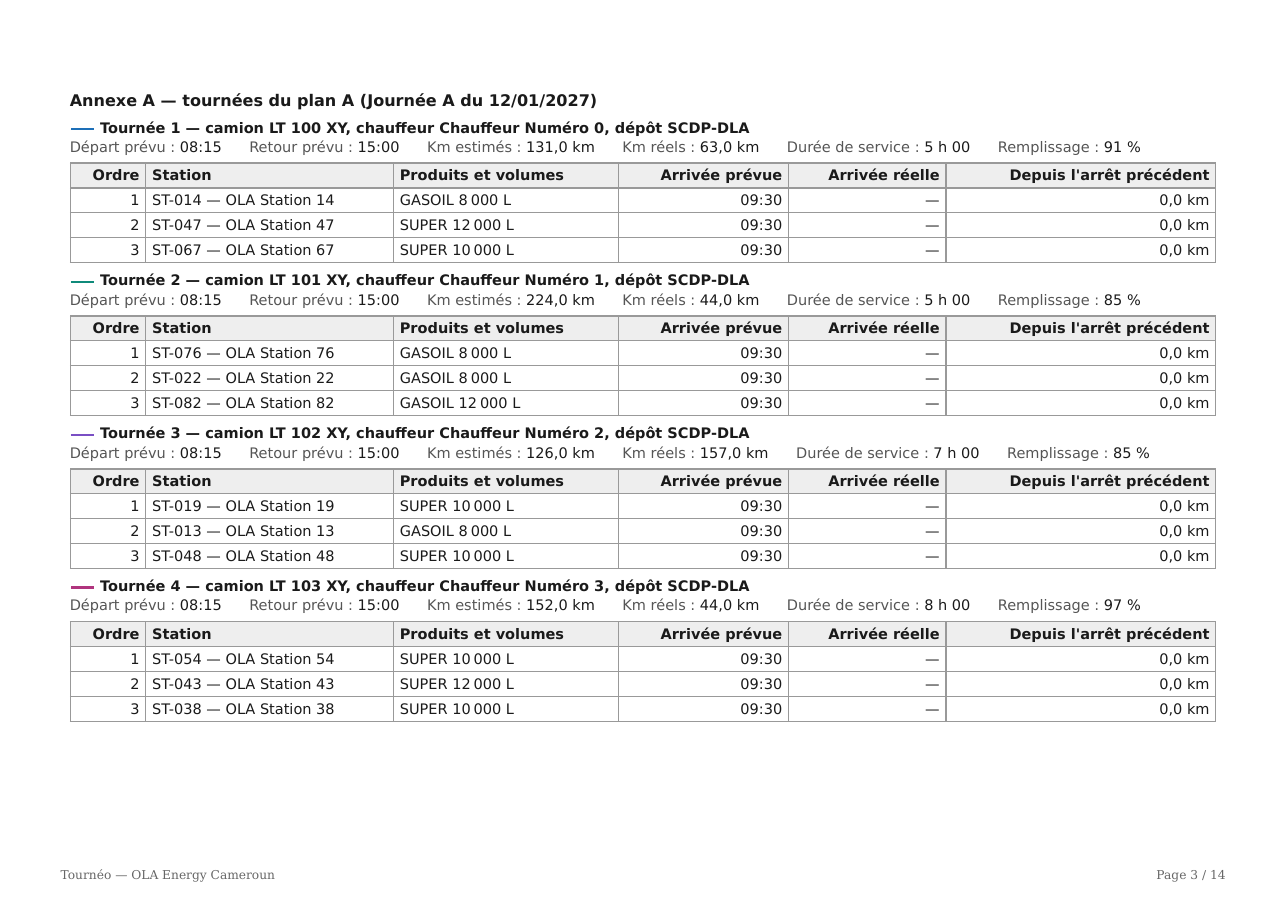 Annexe A — tournées du plan A (Journée A du 12/01/2027)
Tournée 1 — camion LT 100 XY, chauffeur Chauffeur Numéro 0, dépôt SCDP-DLA
Départ prévu : 08:15 Retour prévu : 15:00 Km estimés : 131,0 km Km réels : 63,0 km Durée de service : 5 h 00 Remplissage : 91 %
Ordre Station Produits et volumes Arrivée prévue Arrivée réelle Depuis l'arrêt précédent
1 ST-014 — OLA Station 14 GASOIL 8 000 L 09:30 — 0,0 km
2 ST-047 — OLA Station 47 SUPER 12 000 L 09:30 — 0,0 km
3 ST-067 — OLA Station 67 SUPER 10 000 L 09:30 — 0,0 km
Tournée 2 — camion LT 101 XY, chauffeur Chauffeur Numéro 1, dépôt SCDP-DLA
Départ prévu : 08:15 Retour prévu : 15:00 Km estimés : 224,0 km Km réels : 44,0 km Durée de service : 5 h 00 Remplissage : 85 %
Ordre Station Produits et volumes Arrivée prévue Arrivée réelle Depuis l'arrêt précédent
1 ST-076 — OLA Station 76 GASOIL 8 000 L 09:30 — 0,0 km
2 ST-022 — OLA Station 22 GASOIL 8 000 L 09:30 — 0,0 km
3 ST-082 — OLA Station 82 GASOIL 12 000 L 09:30 — 0,0 km
Tournée 3 — camion LT 102 XY, chauffeur Chauffeur Numéro 2, dépôt SCDP-DLA
Départ prévu : 08:15 Retour prévu : 15:00 Km estimés : 126,0 km Km réels : 157,0 km Durée de service : 7 h 00 Remplissage : 85 %
Ordre Station Produits et volumes Arrivée prévue Arrivée réelle Depuis l'arrêt précédent
1 ST-019 — OLA Station 19 SUPER 10 000 L 09:30 — 0,0 km
2 ST-013 — OLA Station 13 GASOIL 8 000 L 09:30 — 0,0 km
3 ST-048 — OLA Station 48 SUPER 10 000 L 09:30 — 0,0 km
Tournée 4 — camion LT 103 XY, chauffeur Chauffeur Numéro 3, dépôt SCDP-DLA
Départ prévu : 08:15 Retour prévu : 15:00 Km estimés : 152,0 km Km réels : 44,0 km Durée de service : 8 h 00 Remplissage : 97 %
Ordre Station Produits et volumes Arrivée prévue Arrivée réelle Depuis l'arrêt précédent
1 ST-054 — OLA Station 54 SUPER 10 000 L 09:30 — 0,0 km
2 ST-043 — OLA Station 43 SUPER 12 000 L 09:30 — 0,0 km
3 ST-038 — OLA Station 38 SUPER 10 000 L 09:30 — 0,0 km
Tournéo — OLA Energy Cameroun Page 3 / 14